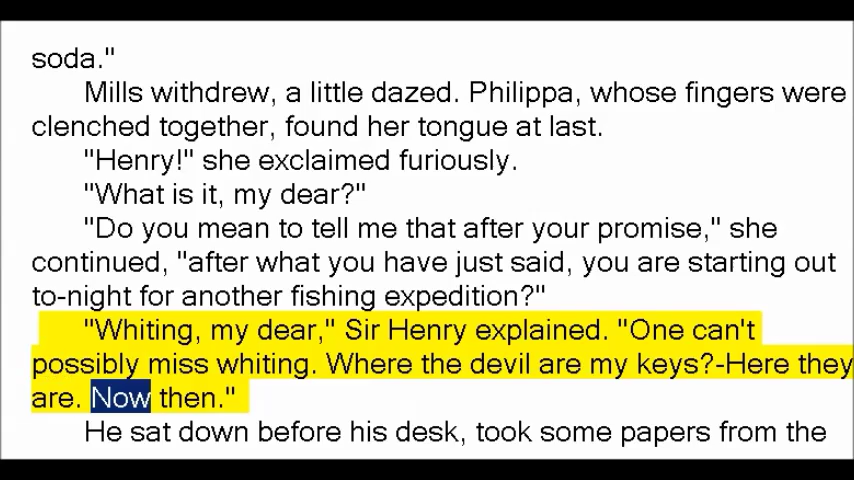 soda."
Mills withdrew, a little dazed. Philippa, whose fingers were
clenched together, found her tongue at last.
"Henry!" she exclaimed furiously.
"What is it, my dear?"
"Do you mean to tell me that after your promise," she
continued, "after what you have just said, you are starting out
to-night for another fishing expedition?"
"Whiting, my dear," Sir Henry explained. "One can't
possibly miss whiting. Where the devil are my keys?-Here they
are. Now then."
He sat down before his desk, took some papers from the